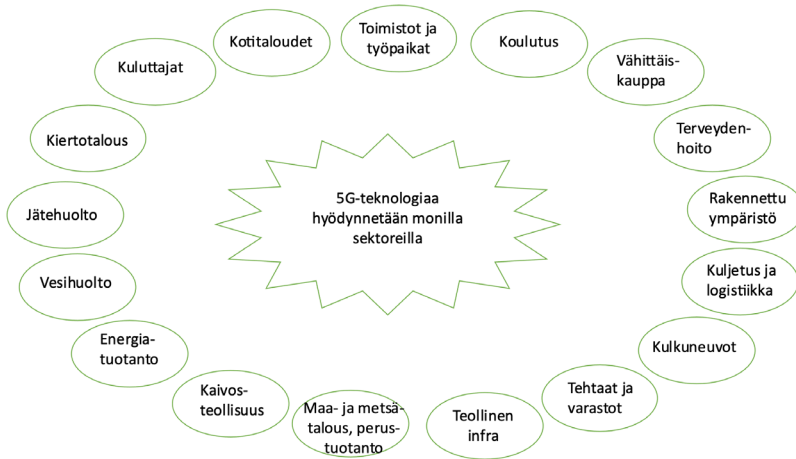 Toimistot ja
työpaikat
Koulutus
Vähittäis-
kauppa
Terveyden-
hoito
Rakennettu
ympäristö
Kuljetus ja
logistiikka
Kulkuneuvot
Tehtaat ja
varastot
Teollinen
infra
Maa- ja metsä-
talous, perus-
tuotanto
Kaivos-
teollisuus
Energia-
tuotanto
Vesihuolto
Jätehuolto
Kiertotalous
Kuluttajat
Kotitaloudet
5G-teknologiaa
hyödynnetään monilla
sektoreilla